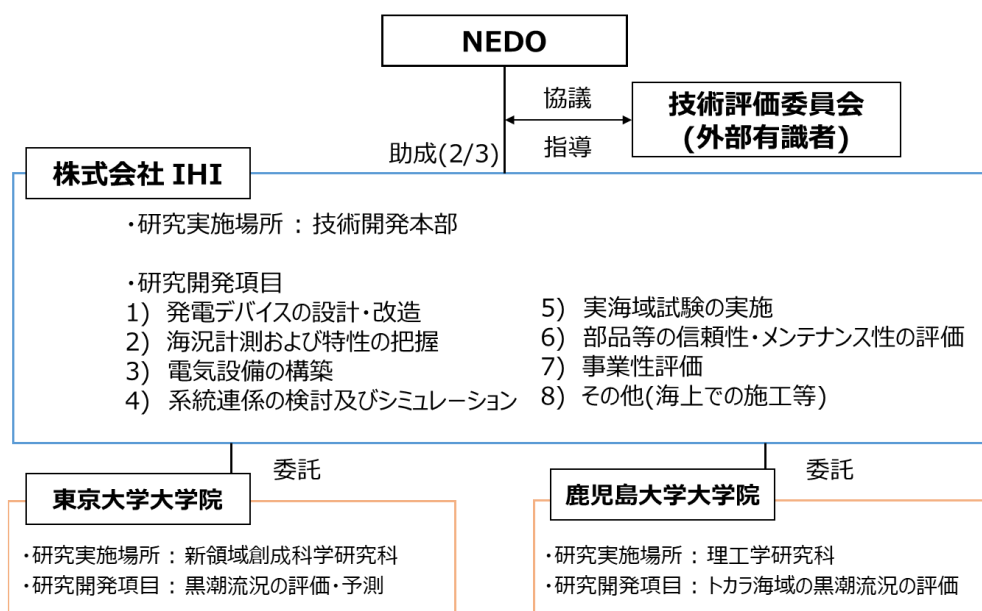 NEDO
協議
指導
技術評価委員会
(外部有識者)
助成(2/3)
株式会社 IHI
・研究実施場所 : 技術開発本部
・研究開発項目
1) 発電デバイスの設計・改造
2) 海況計測および特性の把握
3) 電気設備の構築
4) 系統連係の検討及びシミュレーション
5) 実海域試験の実施
6) 部品等の信頼性・メンテナンス性の評価
7) 事業性評価
8) その他(海上での施工等)
委託
東京大学大学院
・研究実施場所 : 新領域創成科学研究科
・研究開発項目 : 黒潮流況の評価・予測
委託
鹿児島大学大学院
・研究実施場所 : 理工学研究科
・研究開発項目 : トカラ海域の黒潮流況の評価